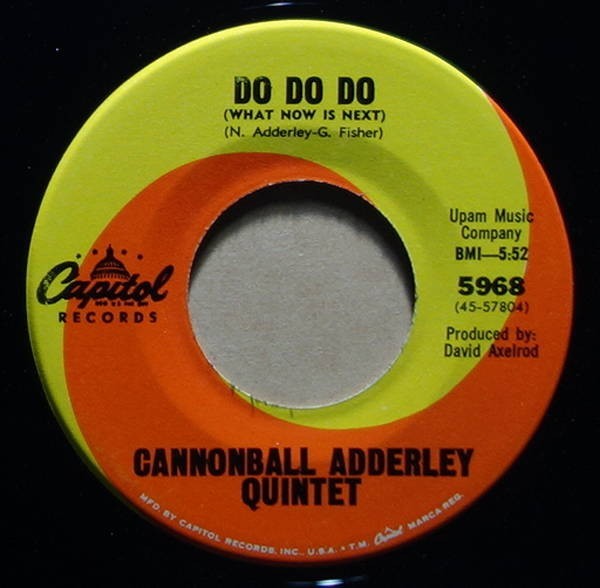 DO DO DO
(WHAT NOW IS NEXT)
(N. Adderley-G. Fisher)
Upam Music
Company
BMI—5:52
5968
(45-57804)
Produced by:
David Axelrod
Capitol
RECORDS
CANNONBALL ADDERLEY
QUINTET
MFD. BY CAPITOL RECORDS, INC., U.S.A. • T.M. Capitol MARCA REG.